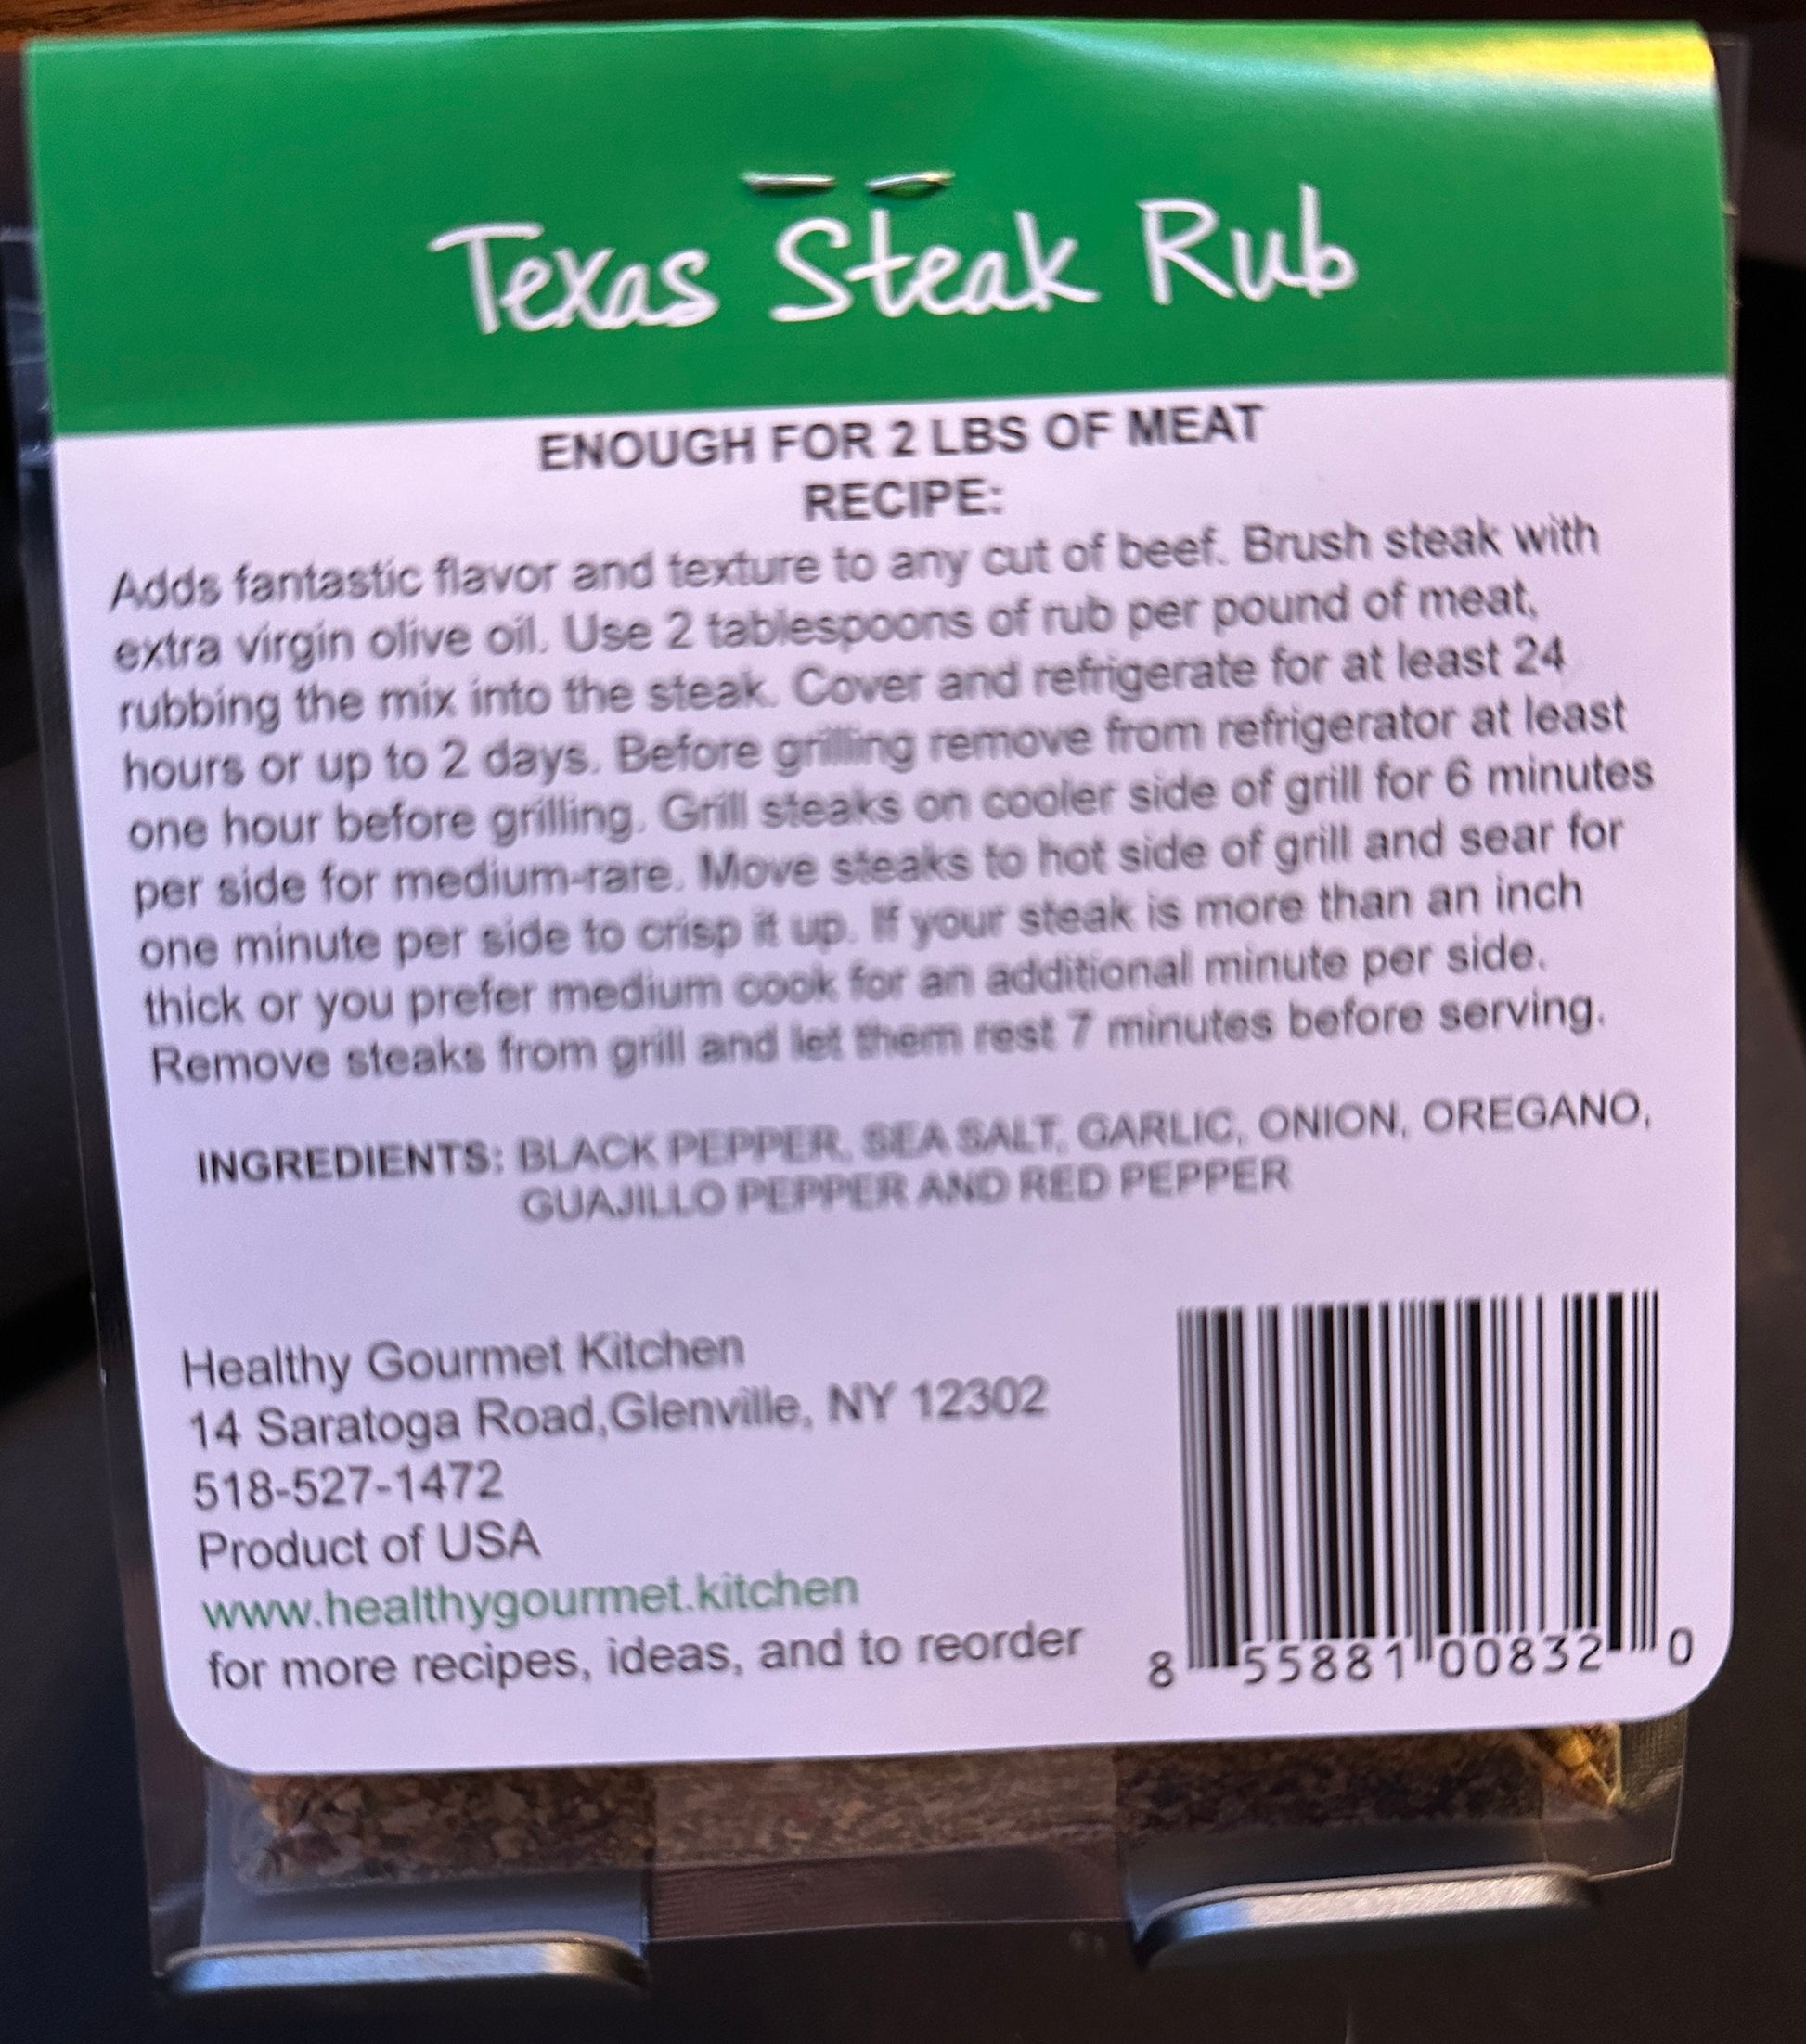 Texas Steak Rub
ENOUGH FOR 2 LBS OF MEAT
RECIPE:
Adds fantastic flavor and texture to any cut of beef. Brush steak with
extra virgin olive oil. Use 2 tablespoons of rub per pound of meat,
rubbing the mix into the steak. Cover and refrigerate for at least 24
hours or up to 2 days. Before grilling remove from refrigerator at least
one hour before grilling. Grill steaks on cooler side of grill for 6 minutes
per side for medium-rare. Move steaks to hot side of grill and sear for
one minute per side to crisp it up. If your steak is more than an inch
thick or you prefer medium cook for an additional minute per side.
Remove steaks from grill and let them rest 7 minutes before serving.
INGREDIENTS: BLACK PEPPER, SEA SALT, GARLIC, ONION, OREGANO,
GUAJILLO PEPPER AND RED PEPPER
Healthy Gourmet Kitchen
14 Saratoga Road,Glenville, NY 12302
518-527-1472
Product of USA
www.healthygourmet.kitchen
for more recipes, ideas, and to reorder
8 55881 00832 0